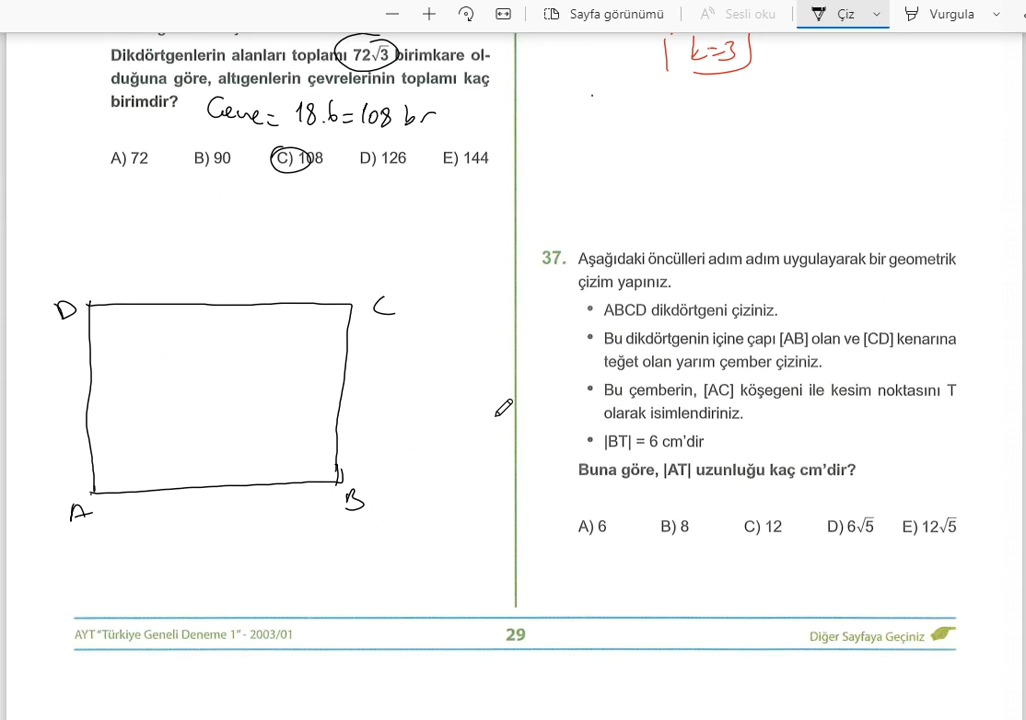 Sayfa görünümü
Sesli oku
Çiz
Vurgula
Dikdörtgenlerin alanları toplamı 72√3 birimkare ol-
duğuna göre, altıgenlerin çevrelerinin toplamı kaç
birimdir?
Çevre = 18.6=108 br
A) 72 B) 90 C) 108 D) 126 E) 144
D C
A B
k=3
37. Aşağıdaki öncülleri adım adım uygulayarak bir geometrik
çizim yapınız.
• ABCD dikdörtgeni çiziniz.
• Bu dikdörtgenin içine çapı [AB] olan ve [CD] kenarına
teğet olan yarım çember çiziniz.
• Bu çemberin, [AC] köşegeni ile kesim noktasını T
olarak isimlendiriniz.
• |BT| = 6 cm'dir
Buna göre, |AT| uzunluğu kaç cm'dir?
A) 6 B) 8 C) 12 D) 6√5 E) 12√5
AYT "Türkiye Geneli Deneme 1" - 2003/01
29
Diğer Sayfaya Geçiniz